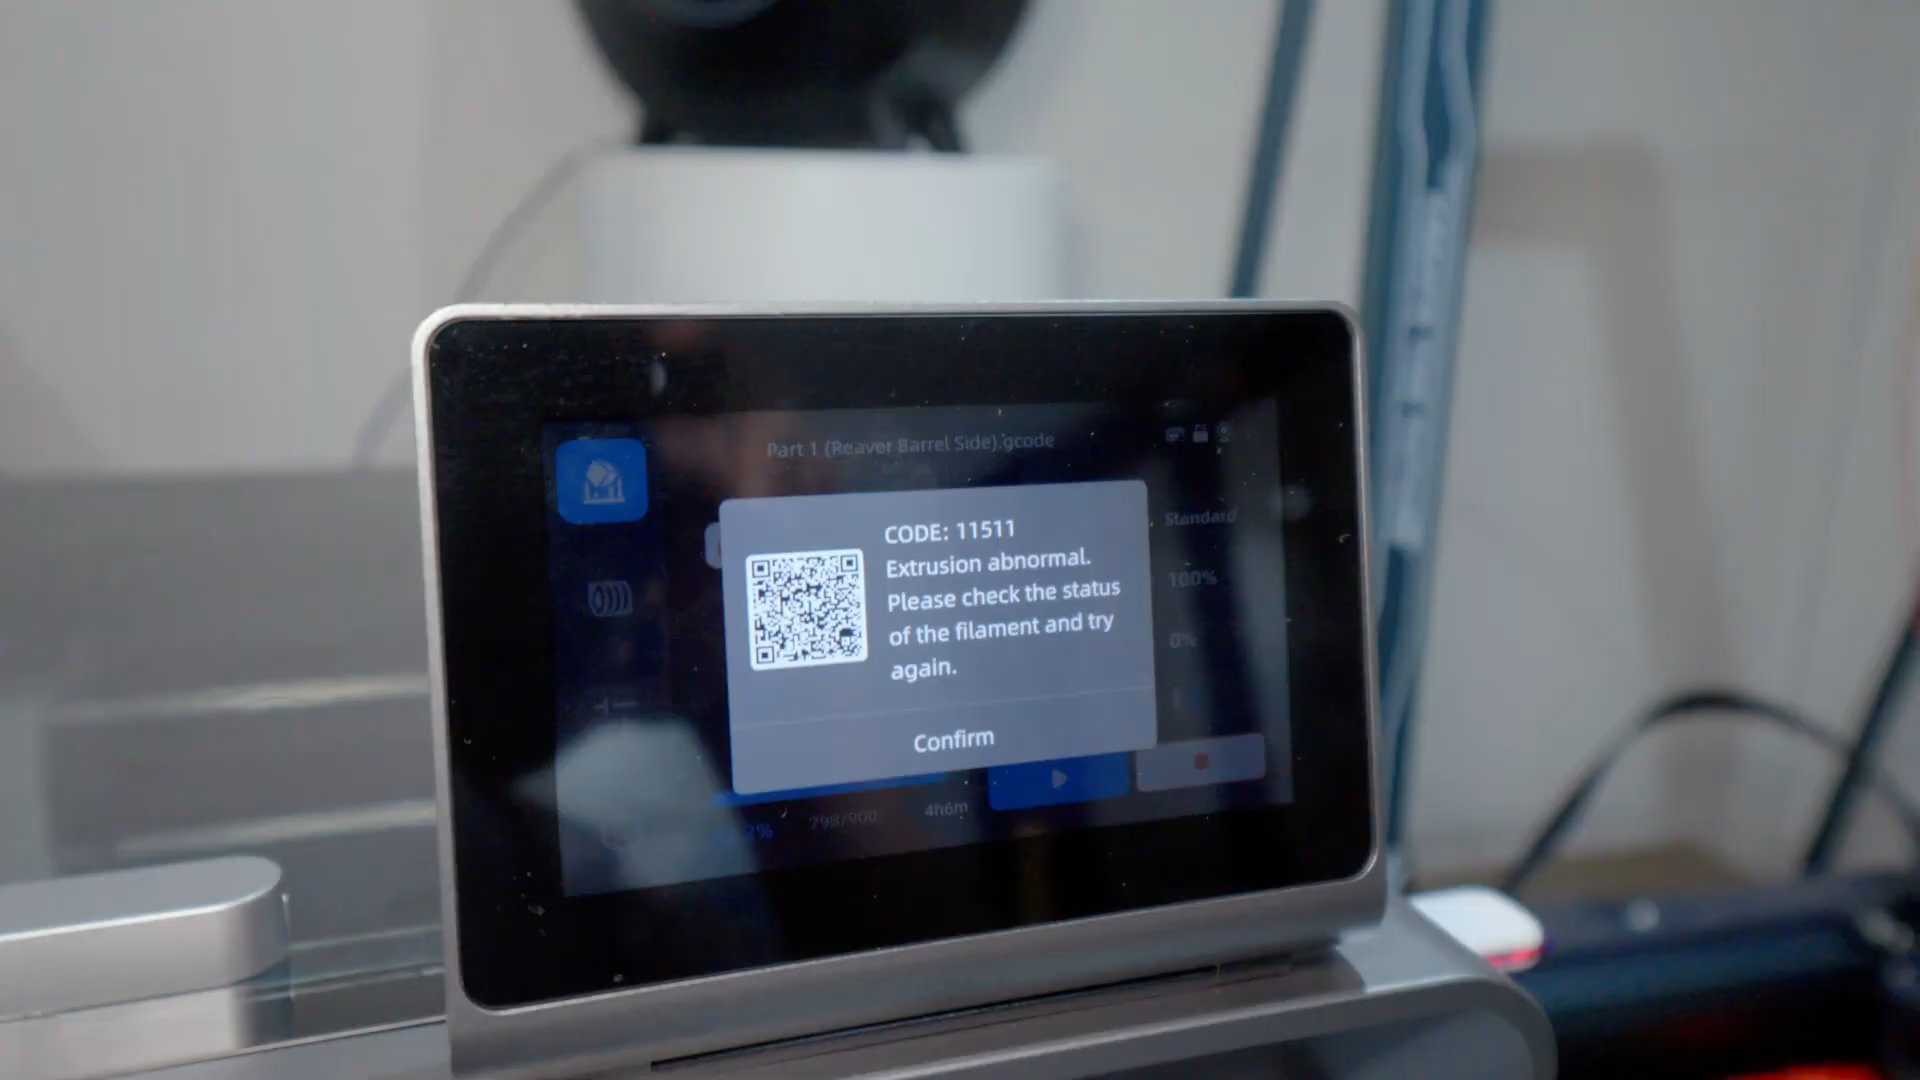 Part 1 (Reaver Barrel Side).gcode
CODE: 11511
Extrusion abnormal.
Please check the status
of the filament and try
again.
Confirm
Standard
100%
0%
798/900
4h6m